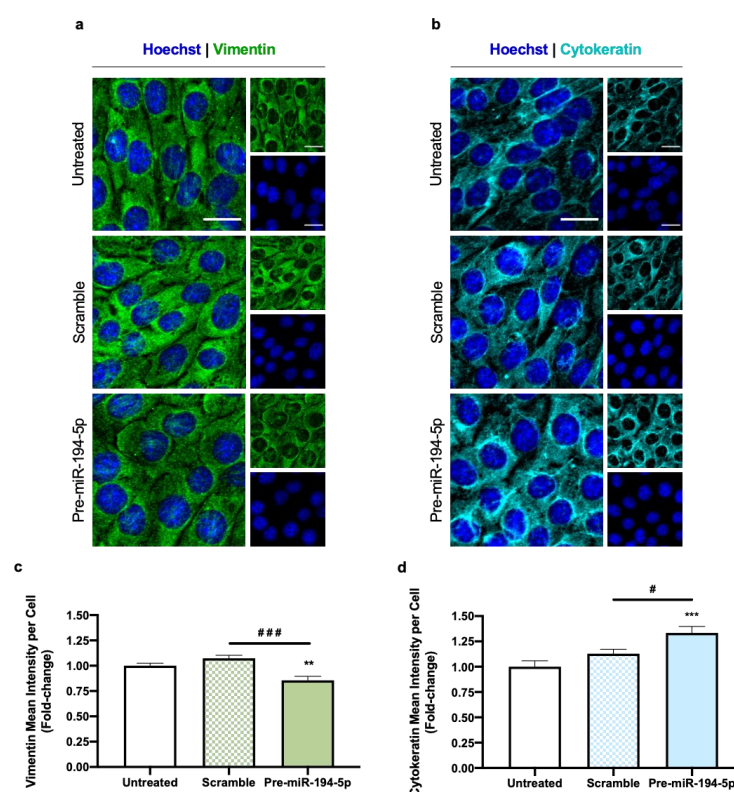 a
Hoechst | Vimentin
Untreated
Scramble
Pre-miR-194-5p
b
Hoechst | Cytokeratin
Untreated
Scramble
Pre-miR-194-5p
c
Vimentin Mean Intensity per Cell
(Fold-change)
1.50
1.25
1.00
0.75
0.50
0.25
0.00
###
**
Untreated
Scramble
Pre-miR-194-5p
d
Cytokeratin Mean Intensity per Cell
(Fold-change)
1.50
1.25
1.00
0.75
0.50
0.25
0.00
#
***
Untreated
Scramble
Pre-miR-194-5p